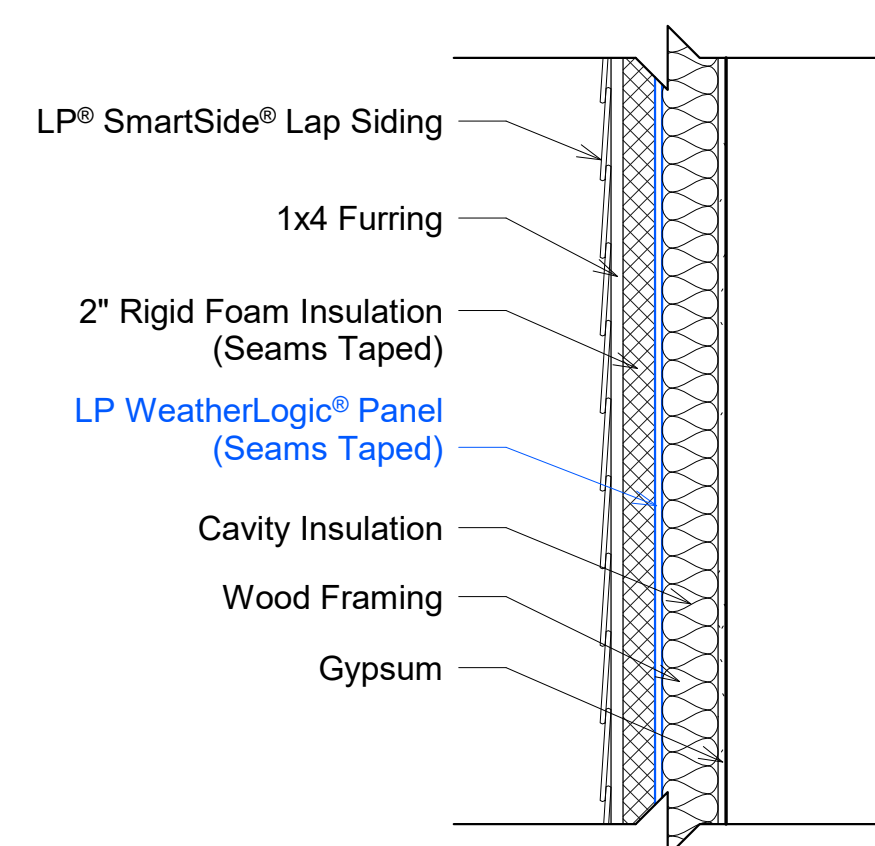 LP® SmartSide® Lap Siding
1x4 Furring
2" Rigid Foam Insulation
(Seams Taped)
LP WeatherLogic® Panel
(Seams Taped)
Cavity Insulation
Wood Framing
Gypsum